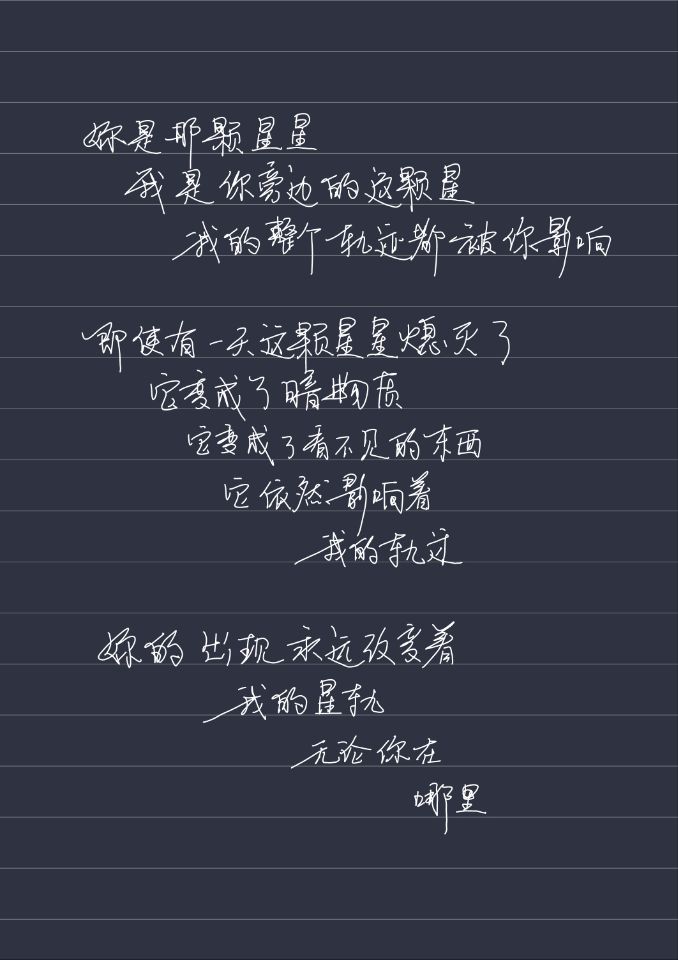 妳是那颗星星
我是你旁边的这颗星
我的整个轨迹都被你影响
即使有一天这颗星星熄灭了
它变成了暗物质
它变成了看不见的东西
它依然影响着
我的轨迹
妳的出现永远改变着
我的星轨
无论你在
哪里